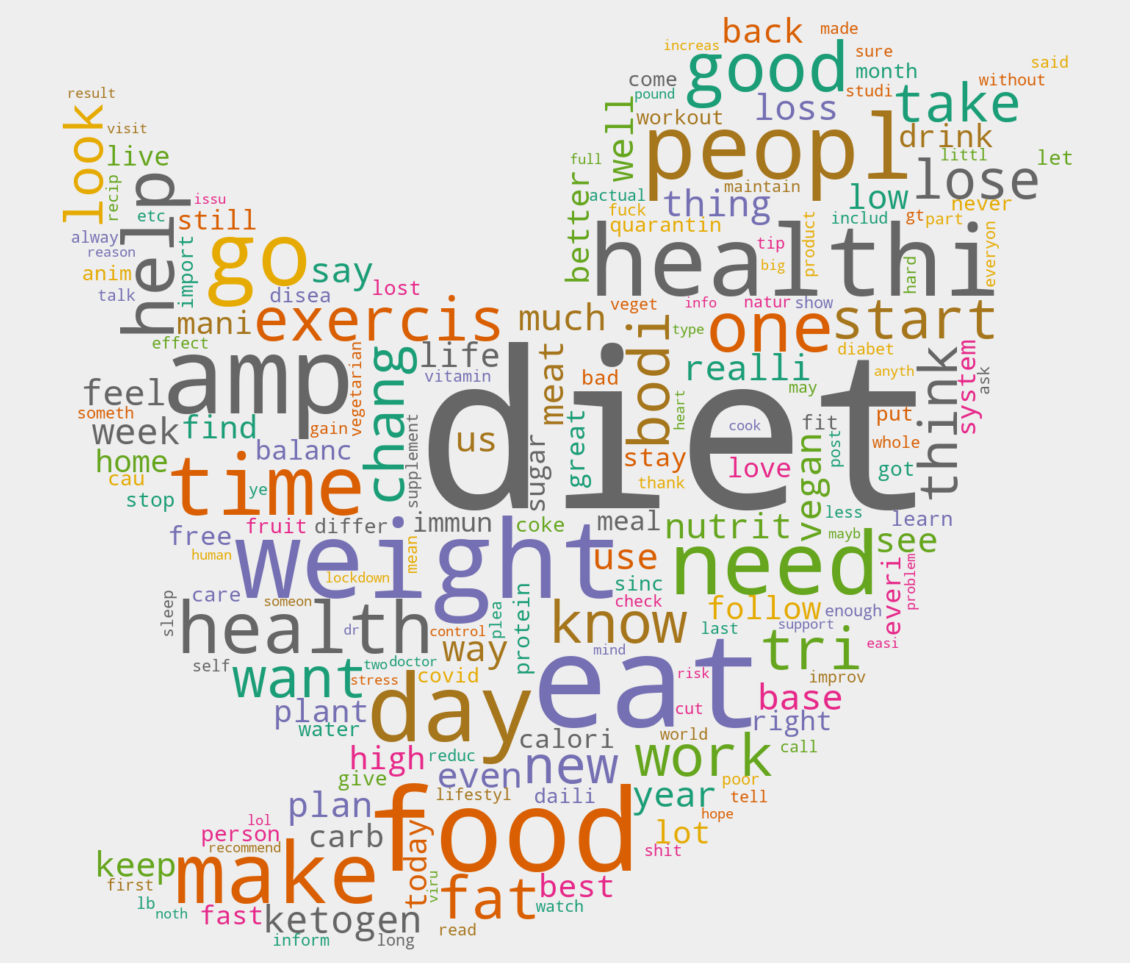 back
made
increas
good
sure
said
come
month
without
pound
studi
take
loss
workout
well
peopl
drink
littl
let
full
actual
maintain
lose
low
never
better
thing
fuck
quarantin
includ
gt
part
healthi
tip
big
product
hard
everyon
result
look
visit
live
recip
help
issu
etc
still
alway
reason
import
go
say
anim
talk
disea
lost
mani
exercis
much
veget
info
natur
show
bodi
one
start
effect
amp
chang
life
vitamin
meat
type
realli
diabet
system
ask
feel
vegetarian
bad
may
anyth
think
someth
gain
diet
us
great
heart
cook
fit
put
week
find
balanc
sugar
stay
love
vegan
post
whole
home
cau
time
supplement
thank
got
stop
ye
free
fruit
differ
immun
coke
meal
nutrit
less
learn
mayb
see
human
weight
mean
use
need
lockdown
sinc
everi
problem
care
someon
check
follow
enough
sleep
health
dr
control
plea
protein
know
last
support
easi
self
way
two
doctor
mind
tri
want
stress
covid
eat
risk
improv
plant
day
cut
base
right
water
calori
world
high
reduc
work
call
give
even
new
poor
plan
lifestyl
daili
year
tell
lol
food
hope
person
carb
lot
recommend
today
shit
keep
make
first
viru
fat
best
lb
noth
fast
ketogen
watch
read
inform
long